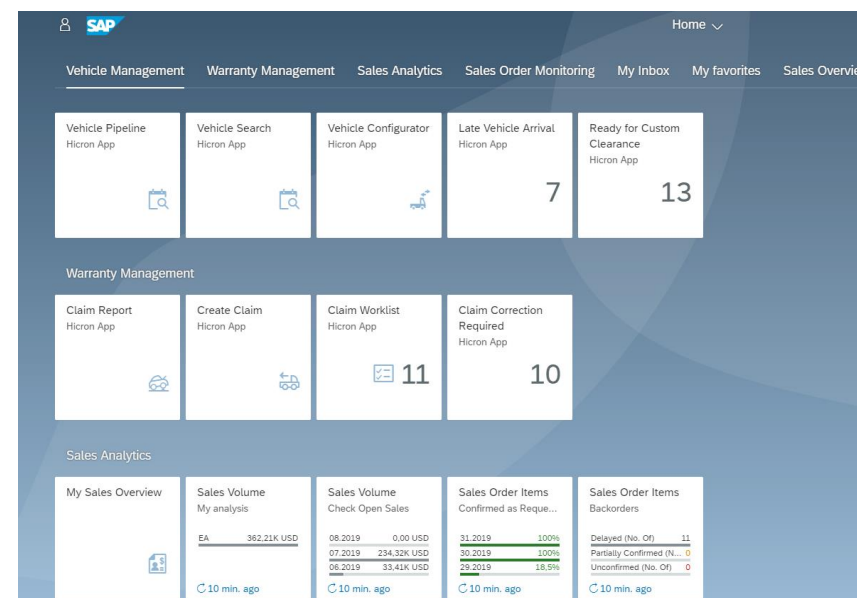 SAP
Home
Vehicle Management Warranty Management Sales Analytics Sales Order Monitoring My Inbox My favorites Sales Overvie
Vehicle Pipeline
Hicron App
Vehicle Search
Hicron App
Vehicle Configurator
Hicron App
Late Vehicle Arrival
Hicron App
7
Ready for Custom
Clearance
Hicron App
13
Warranty Management
Claim Report
Hicron App
Create Claim
Hicron App
Claim Worklist
Hicron App
11
Claim Correction
Required
Hicron App
10
Sales Analytics
My Sales Overview
Sales Volume
My analysis
EA 362,21K USD
10 min. ago
Sales Volume
Check Open Sales
08.2019 0,00 USD
07.2019 234,32K USD
06.2019 33,41K USD
10 min. ago
Sales Order Items
Confirmed as Reque...
31.2019 100%
30.2019 100%
29.2019 18,5%
10 min. ago
Sales Order Items
Backorders
Delayed (No. Of) 11
Partially Confirmed (N... 0
Unconfirmed (No. Of) 0
10 min. ago